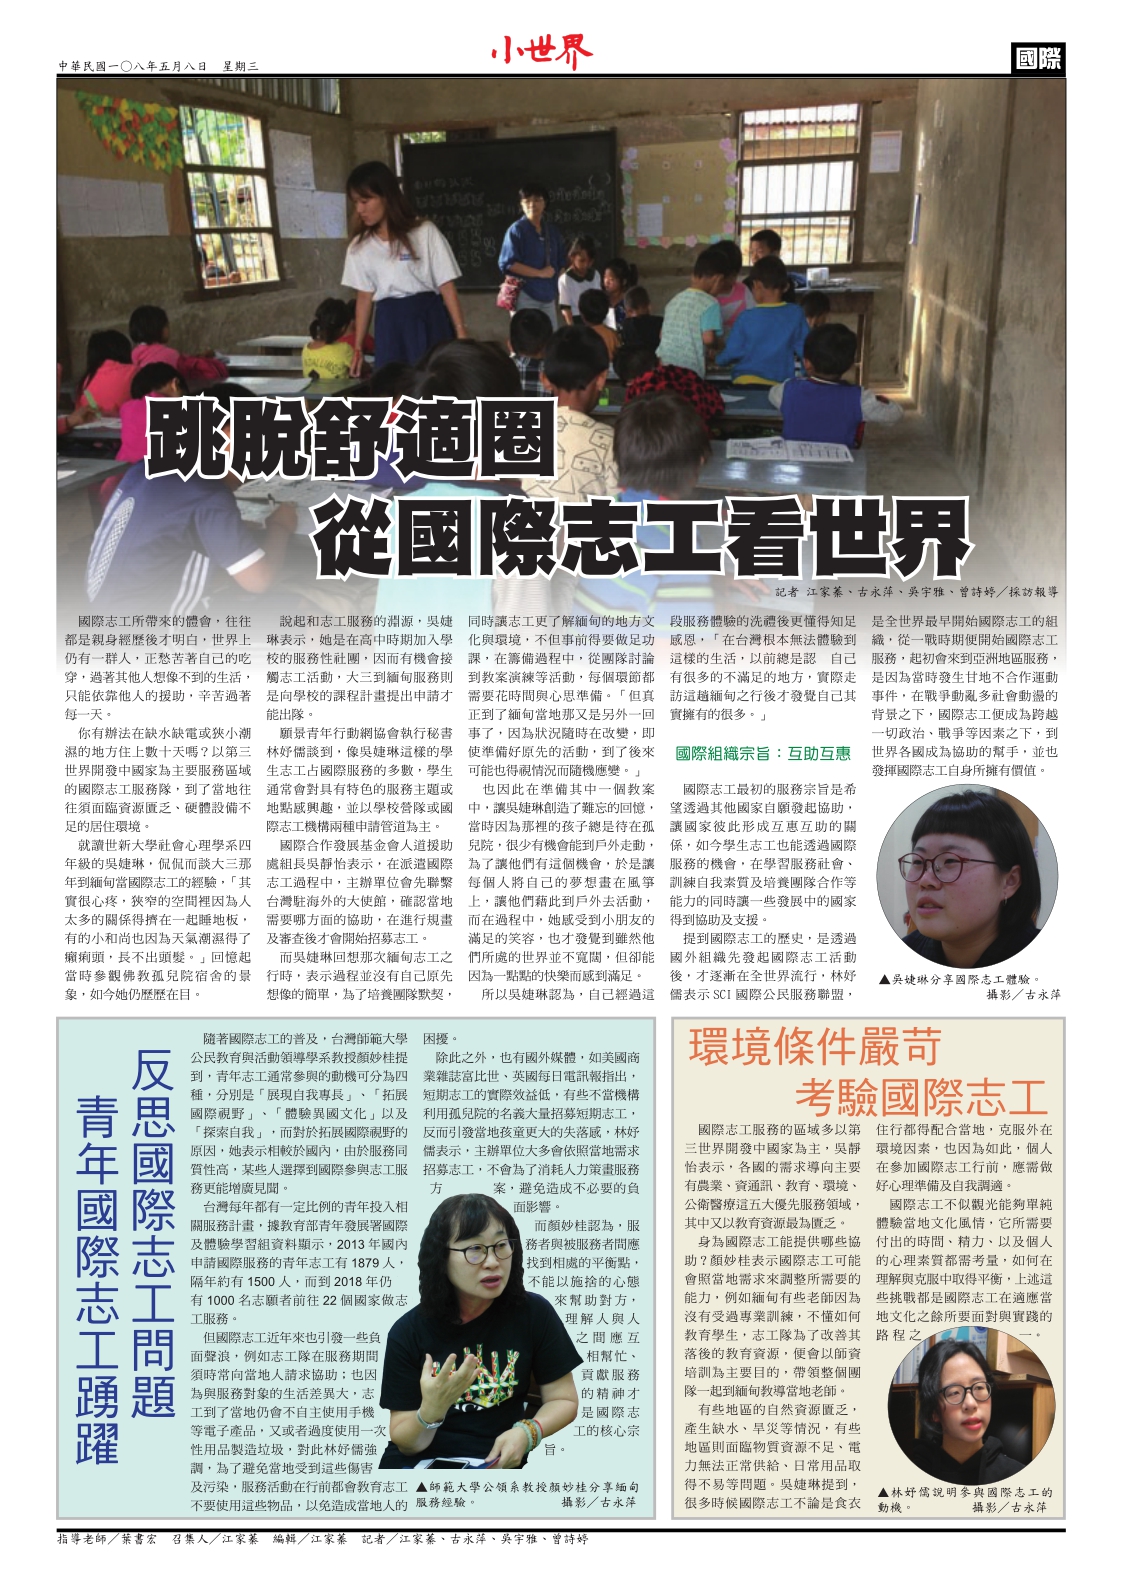 中華民國一○八年五月八日　星期三
小世界
國際
跳脫舒適圈
從國際志工看世界
記者 江家蓁、古永萍、吳宇雅、曾詩婷／採訪報導
國際志工所帶來的體會，往往
都是親身經歷後才明白，世界上
仍有一群人，正愁苦著自己的吃
穿，過著其他人想像不到的生活，
只能依靠他人的援助，辛苦過著
每一天。
你有辦法在缺水缺電或狹小潮
濕的地方住上數十天嗎？以第三
世界開發中國家為主要服務區域
的國際志工服務隊，到了當地往
往須面臨資源匱乏、硬體設備不
足的居住環境。
就讀世新大學社會心理學系四
年級的吳婕琳，侃侃而談大三那
年到緬甸當國際志工的經驗，「其
實很心疼，狹窄的空間裡因為人
太多的關係得擠在一起睡地板，
有的小和尚也因為天氣潮濕得了
癩痢頭，長不出頭髮。」回憶起
當時參觀佛教孤兒院宿舍的景
象，如今她仍歷歷在目。
說起和志工服務的淵源，吳婕
琳表示，她是在高中時期加入學
校的服務性社團，因而有機會接
觸志工活動，大三到緬甸服務則
是向學校的課程計畫提出申請才
能出隊。
願景青年行動網協會執行秘書
林妤儒談到，像吳婕琳這樣的學
生志工占國際服務的多數，學生
通常會對具有特色的服務主題或
地點感興趣，並以學校營隊或國
際志工機構兩種申請管道為主。
國際合作發展基金會人道援助
處組長吳靜怡表示，在派遣國際
志工過程中，主辦單位會先聯繫
台灣駐海外的大使館，確認當地
需要哪方面的協助，在進行規畫
及審查後才會開始招募志工。
而吳婕琳回想那次緬甸志工之
行時，表示過程並沒有自己原先
想像的簡單，為了培養團隊默契，
同時讓志工更了解緬甸的地方文
化與環境，不但事前得要做足功
課，在籌備過程中，從團隊討論
到教案演練等活動，每個環節都
需要花時間與心思準備。「但真
正到了緬甸當地那又是另外一回
事了，因為狀況隨時在改變，即
使準備好原先的活動，到了後來
可能也得視情況而隨機應變。」
也因此在準備其中一個教案
中，讓吳婕琳創造了難忘的回憶，
當時因為那裡的孩子總是待在孤
兒院，很少有機會能到戶外走動，
為了讓他們有這個機會，於是讓
每個人將自己的夢想畫在風箏
上，讓他們藉此到戶外去活動，
而在過程中，她感受到小朋友的
滿足的笑容，也才發覺到雖然他
們所處的世界並不寬闊，但卻能
因為一點點的快樂而感到滿足。
所以吳婕琳認為，自己經過這
段服務體驗的洗禮後更懂得知足
感恩，「在台灣根本無法體驗到
這樣的生活，以前總是認　自己
有很多的不滿足的地方，實際走
訪這趟緬甸之行後才發覺自己其
實擁有的很多。」
國際組織宗旨：互助互惠
國際志工最初的服務宗旨是希
望透過其他國家自願發起協助，
讓國家彼此形成互惠互助的關
係，如今學生志工也能透過國際
服務的機會，在學習服務社會、
訓練自我素質及培養團隊合作等
能力的同時讓一些發展中的國家
得到協助及支援。
提到國際志工的歷史，是透過
國外組織先發起國際志工活動
後，才逐漸在全世界流行，林妤
儒表示 SCI 國際公民服務聯盟，
是全世界最早開始國際志工的組
織，從一戰時期便開始國際志工
服務，起初會來到亞洲地區服務，
是因為當時發生甘地不合作運動
事件，在戰爭動亂多社會動盪的
背景之下，國際志工便成為跨越
一切政治、戰爭等因素之下，到
世界各國成為協助的幫手，並也
發揮國際志工自身所擁有價值。
▲吳婕琳分享國際志工體驗。
攝影／古永萍
反思國際志工問題
青年國際志工踴躍
隨著國際志工的普及，台灣師範大學
公民教育與活動領導學系教授顏妙桂提
到，青年志工通常參與的動機可分為四
種，分別是「展現自我專長」、「拓展
國際視野」、「體驗異國文化」以及
「探索自我」，而對於拓展國際視野的
原因，她表示相較於國內，由於服務同
質性高，某些人選擇到國際參與志工服
務更能增廣見聞。
台灣每年都有一定比例的青年投入相
關服務計畫，據教育部青年發展署國際
及體驗學習組資料顯示，2013 年國內
申請國際服務的青年志工有 1879 人，
隔年約有 1500 人，而到 2018 年仍
有 1000 名志願者前往 22 個國家做志
工服務。
但國際志工近年來也引發一些負
面聲浪，例如志工隊在服務期間
須時常向當地人請求協助；也因
為與服務對象的生活差異大，志
工到了當地仍會不自主使用手機
等電子產品，又或者過度使用一次
性用品製造垃圾，對此林妤儒強
調，為了避免當地受到這些傷害
及污染，服務活動在行前都會教育志工
不要使用這些物品，以免造成當地人的
困擾。
除此之外，也有國外媒體，如美國商
業雜誌富比世、英國每日電訊報指出，
短期志工的實際效益低，有些不當機構
利用孤兒院的名義大量招募短期志工，
反而引發當地孩童更大的失落感，林妤
儒表示，主辦單位大多會依照當地需求
招募志工，不會為了消耗人力策畫服務
方　　　案，避免造成不必要的負
面影響。
而顏妙桂認為，服
務者與被服務者間應
找到相處的平衡點，
不能以施捨的心態
來幫助對方，
理解人與人
之間應互
相幫忙、
貢獻服務
的精神才
是國際志
工的核心宗
旨。
▲師範大學公領系教授顏妙桂分享緬甸
服務經驗。　　　　　　攝影／古永萍
環境條件嚴苛
考驗國際志工
國際志工服務的區域多以第
三世界開發中國家為主，吳靜
怡表示，各國的需求導向主要
有農業、資通訊、教育、環境、
公衛醫療這五大優先服務領域，
其中又以教育資源最為匱乏。
身為國際志工能提供哪些協
助？顏妙桂表示國際志工可能
會照當地需求來調整所需要的
能力，例如緬甸有些老師因為
沒有受過專業訓練，不懂如何
教育學生，志工隊為了改善其
落後的教育資源，便會以師資
培訓為主要目的，帶領整個團
隊一起到緬甸教導當地老師。
有些地區的自然資源匱乏，
產生缺水、旱災等情況，有些
地區則面臨物質資源不足、電
力無法正常供給、日常用品取
得不易等問題。吳婕琳提到，
很多時候國際志工不論是食衣
住行都得配合當地，克服外在
環境因素，也因為如此，個人
在參加國際志工行前，應需做
好心理準備及自我調適。
國際志工不似觀光能夠單純
體驗當地文化風情，它所需要
付出的時間、精力、以及個人
的心理素質都需考量，如何在
理解與克服中取得平衡，上述這
些挑戰都是國際志工在適應當
地文化之餘所要面對與實踐的
路程之　　　　　　一。
▲林妤儒說明參與國際志工的
動機。　　　　攝影／古永萍
指導老師／葉書宏　召集人／江家蓁　編輯／江家蓁　記者／江家蓁、古永萍、吳宇雅、曾詩婷